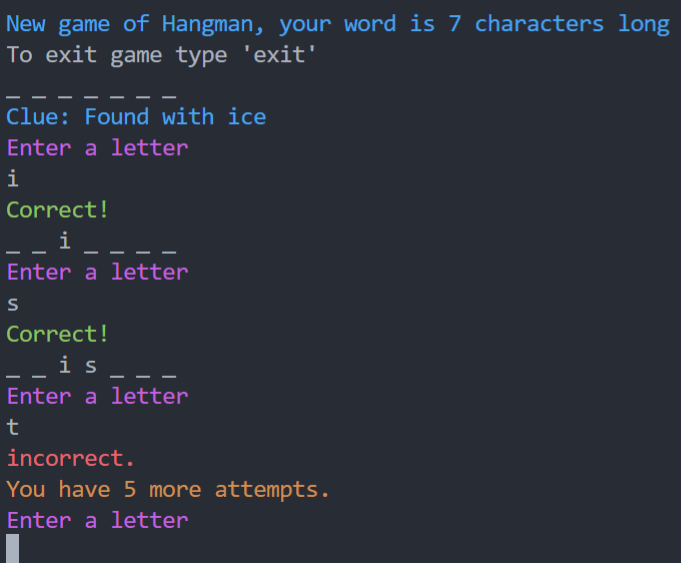 New game of Hangman, your word is 7 characters long
To exit game type 'exit'
_ _ _ _ _ _ _
Clue: Found with ice
Enter a letter
i
Correct!
_ _ i _ _ _ _
Enter a letter
s
Correct!
_ _ i s _ _ _
Enter a letter
t
incorrect.
You have 5 more attempts.
Enter a letter